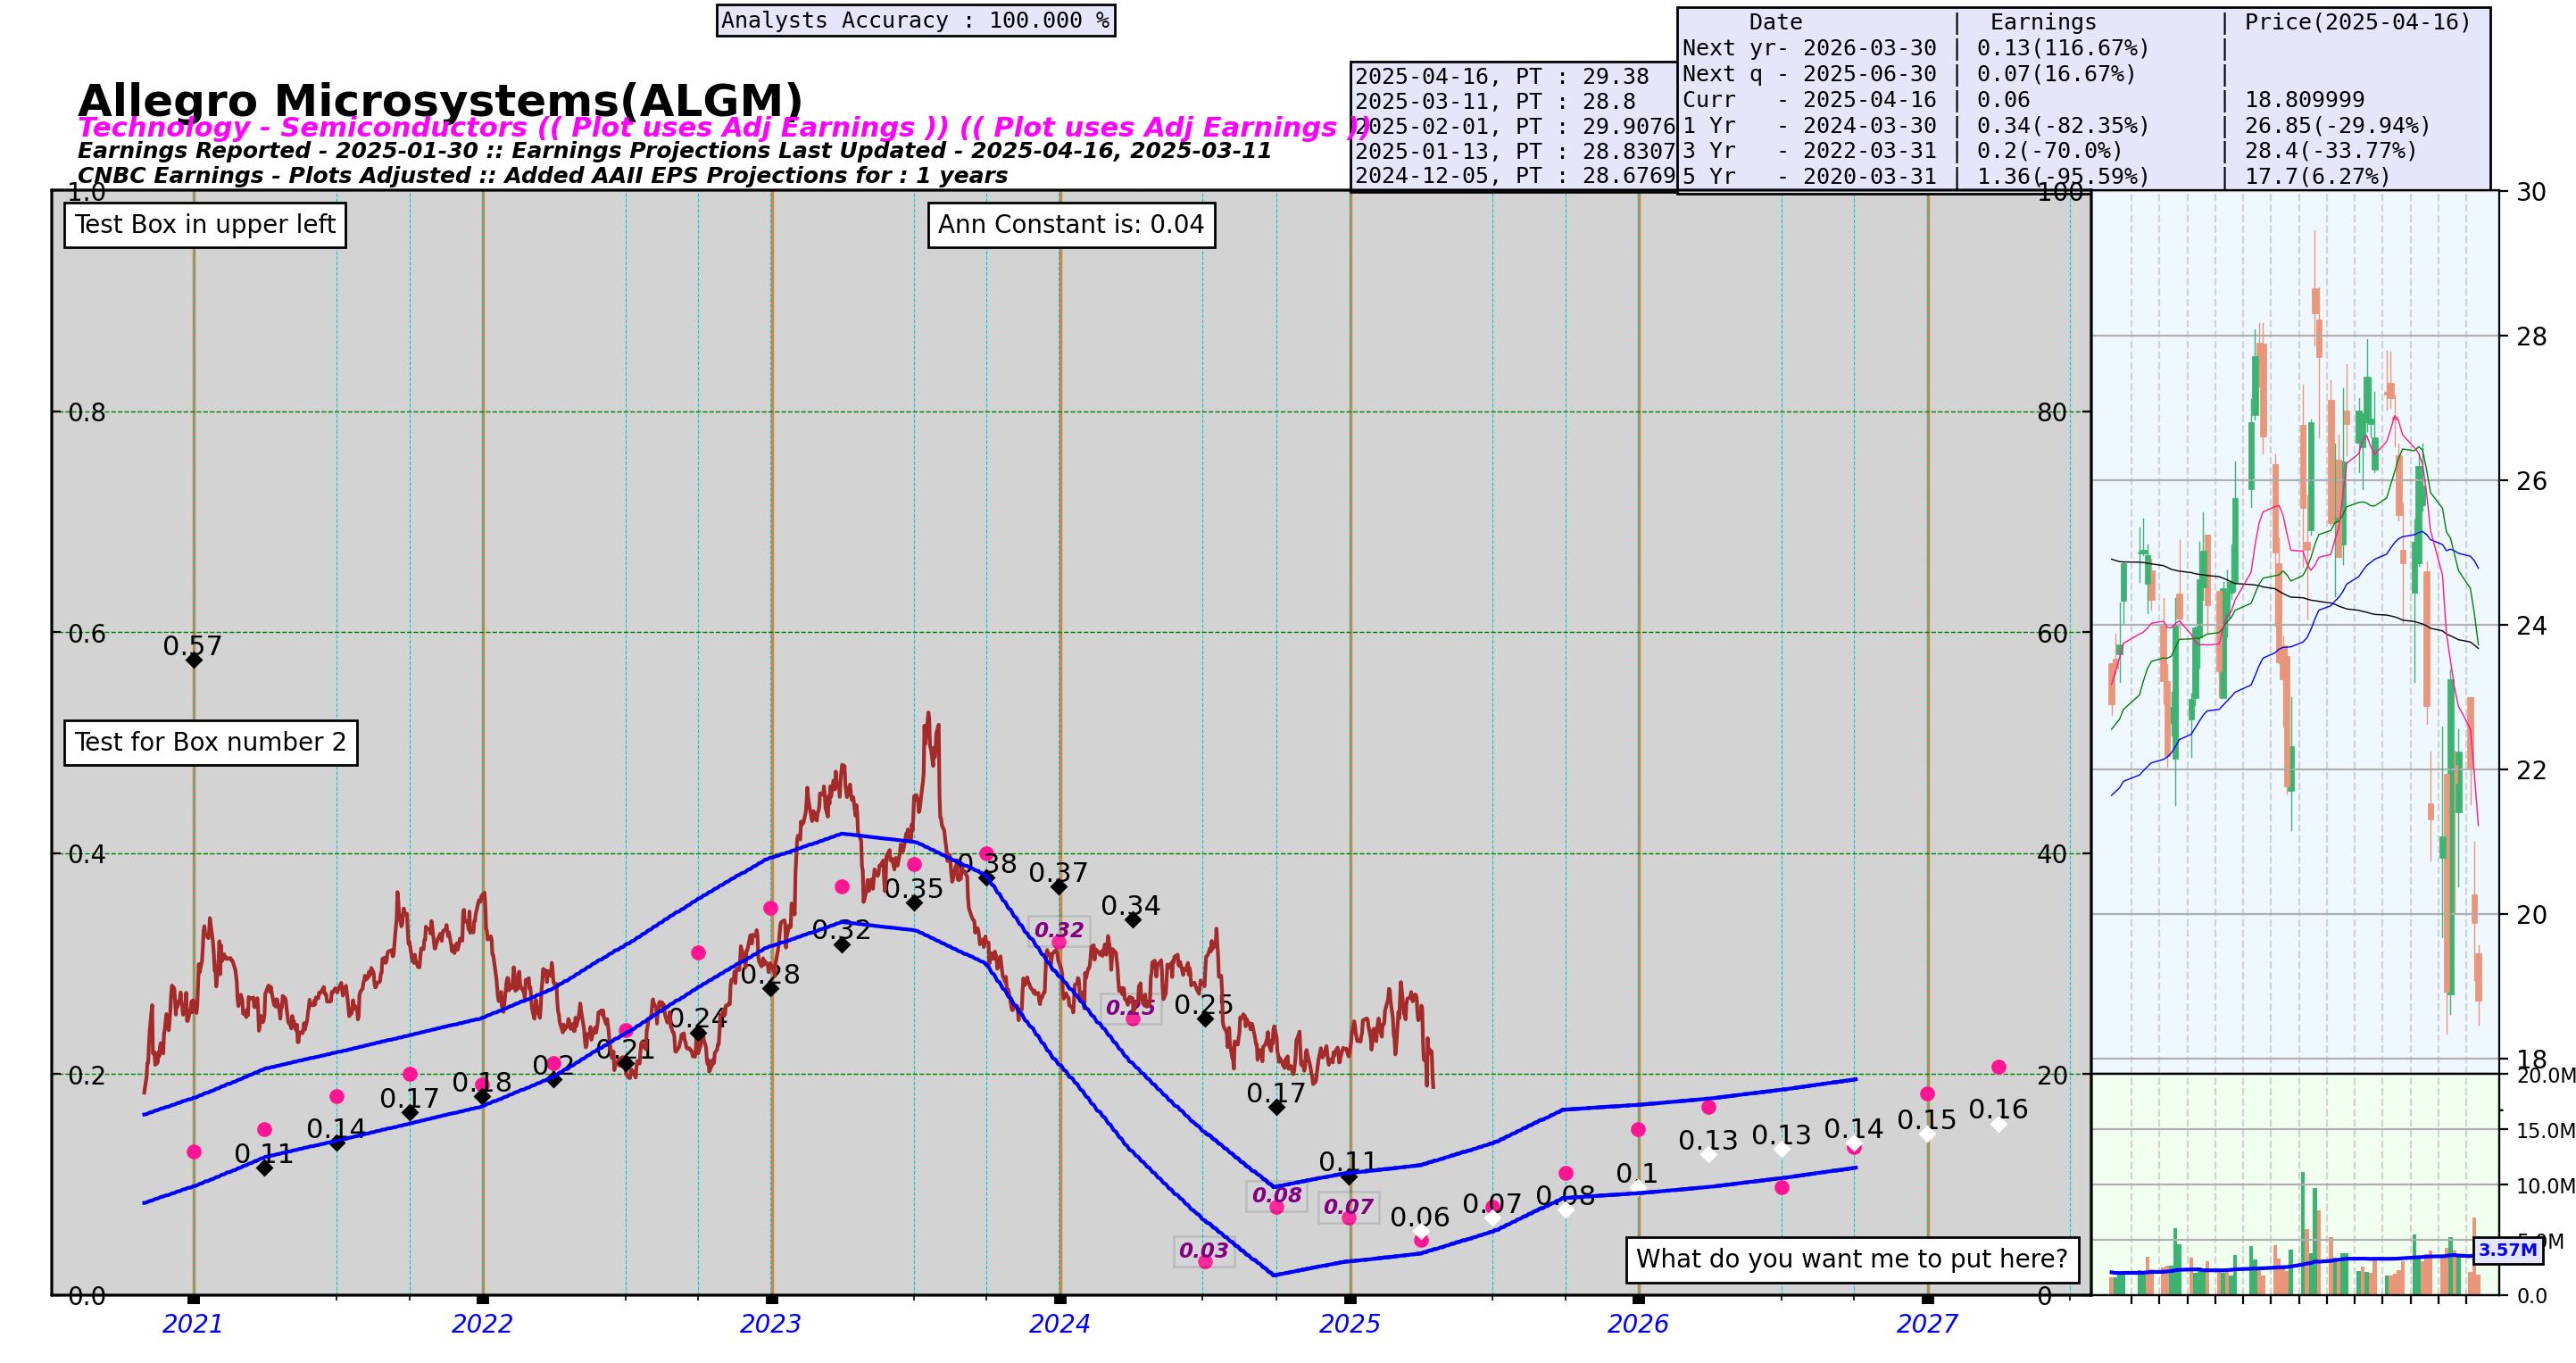 Analysts Accuracy : 100.000 %
Date | Earnings | Price(2025-04-16)
Next yr- 2026-03-30 | 0.13(116.67%) |
Next q - 2025-06-30 | 0.07(16.67%) |
Curr - 2025-04-16 | 0.06 | 18.809999
1 Yr - 2024-03-30 | 0.34(-82.35%) | 26.85(-29.94%)
3 Yr - 2022-03-31 | 0.2(-70.0%) | 28.4(-33.77%)
5 Yr - 2020-03-31 | 1.36(-95.59%) | 17.7(6.27%)
2025-04-16, PT : 29.38
2025-03-11, PT : 28.8
2025-02-01, PT : 29.9076
2025-01-13, PT : 28.8307
2024-12-05, PT : 28.6769
Allegro Microsystems(ALGM)
Technology - Semiconductors (( Plot uses Adj Earnings )) (( Plot uses Adj Earnings ))
Earnings Reported - 2025-01-30 :: Earnings Projections Last Updated - 2025-04-16, 2025-03-11
CNBC Earnings - Plots Adjusted :: Added AAII EPS Projections for : 1 years
Test Box in upper left
Ann Constant is: 0.04
Test for Box number 2
What do you want me to put here?
1.0
0.8
0.6
0.4
0.2
0.0
100
80
60
40
20
0
0.57
0.11
0.14
0.17
0.18
0.2
0.21
0.24
0.28
0.32
0.35
0.38
0.37
0.34
0.25
0.17
0.11
0.06
0.07
0.08
0.1
0.13
0.13
0.14
0.15
0.16
0.32
0.25
0.03
0.08
0.07
2021
2022
2023
2024
2025
2026
2027
30
28
26
24
22
20
18
20.0M
15.0M
10.0M
3.57M
0.0